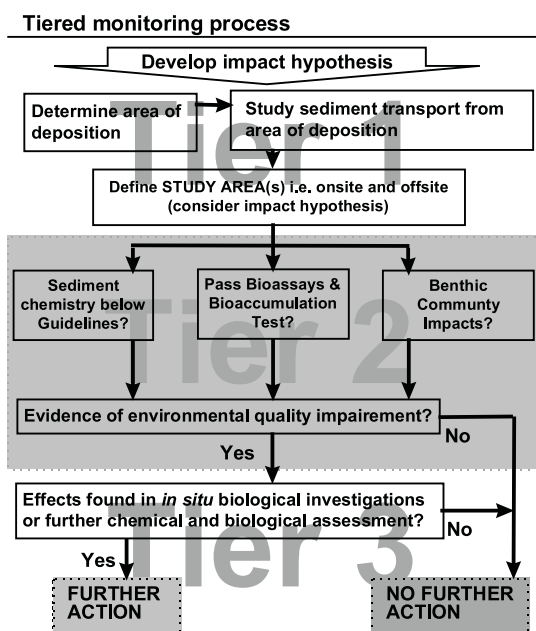 Tiered monitoring process
Develop impact hypothesis
Tier 1
Determine area of
deposition
Study sediment transport from
area of deposition
Define STUDY AREA(s) i.e. onsite and offsite
(consider impact hypothesis)
Tier 2
Sediment
chemistry below
Guidelines?
Pass Bioassays &
Bioaccumulation
Test?
Benthic
Communty
Impacts?
Evidence of environmental quality impairement?
No
Yes
Tier 3
Effects found in in situ biological investigations
or further chemical and biological assessment?
No
Yes
FURTHER
ACTION
NO FURTHER
ACTION